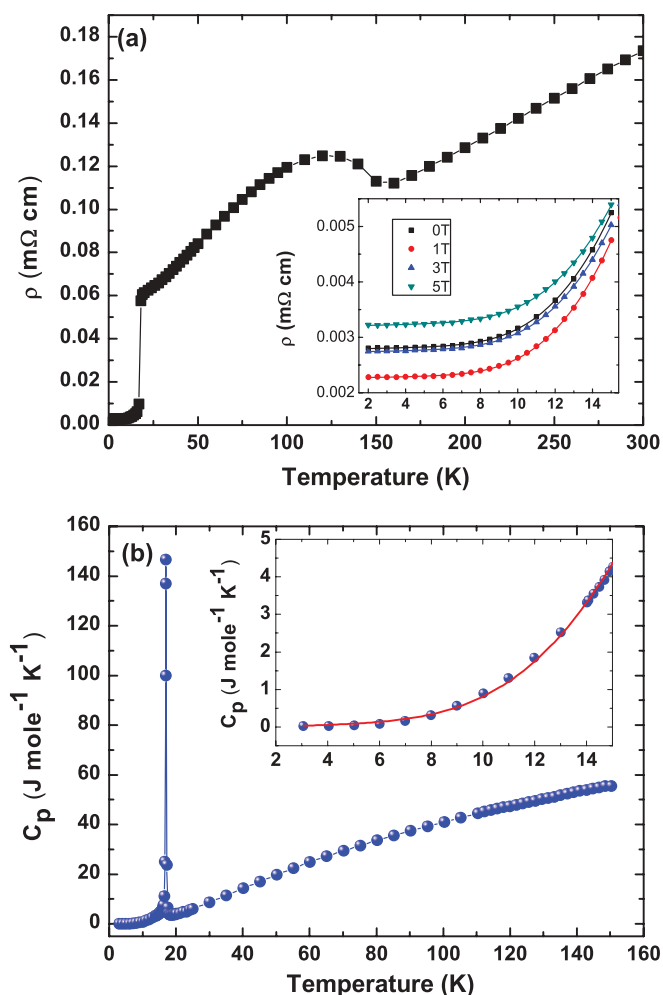 (a)
0.18
0.16
0.14
0.12
0.10
0.08
0.06
0.04
0.02
0.00
ρ (mΩ cm)
0 50 100 150 200 250 300
Temperature (K)
0.005
0.004
0.003
0.002
ρ (mΩ cm)
0T
1T
3T
5T
2 4 6 8 10 12 14
(b)
160
140
120
100
80
60
40
20
0
Cp (J mole⁻¹ K⁻¹)
0 20 40 60 80 100 120 140 160
Temperature (K)
5
4
3
2
1
0
Cp (J mole⁻¹ K⁻¹)
2 4 6 8 10 12 14